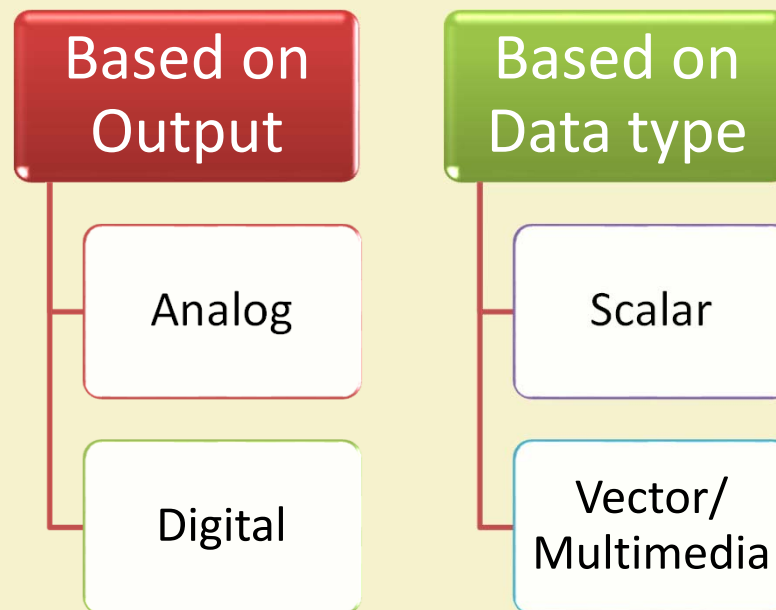 Based on
Output
Analog
Digital
Based on
Data type
Scalar
Vector/
Multimedia